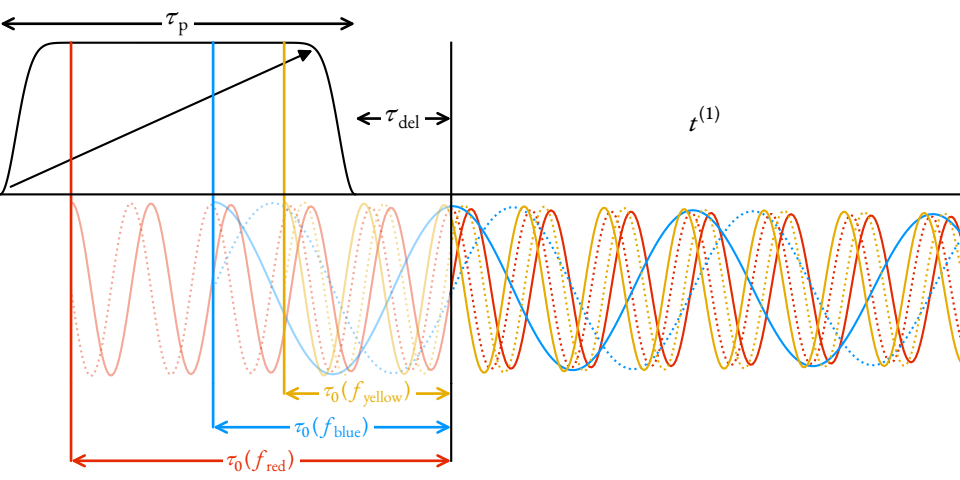 τp
τdel
t(1)
τ0(fyellow)
τ0(fblue)
τ0(fred)